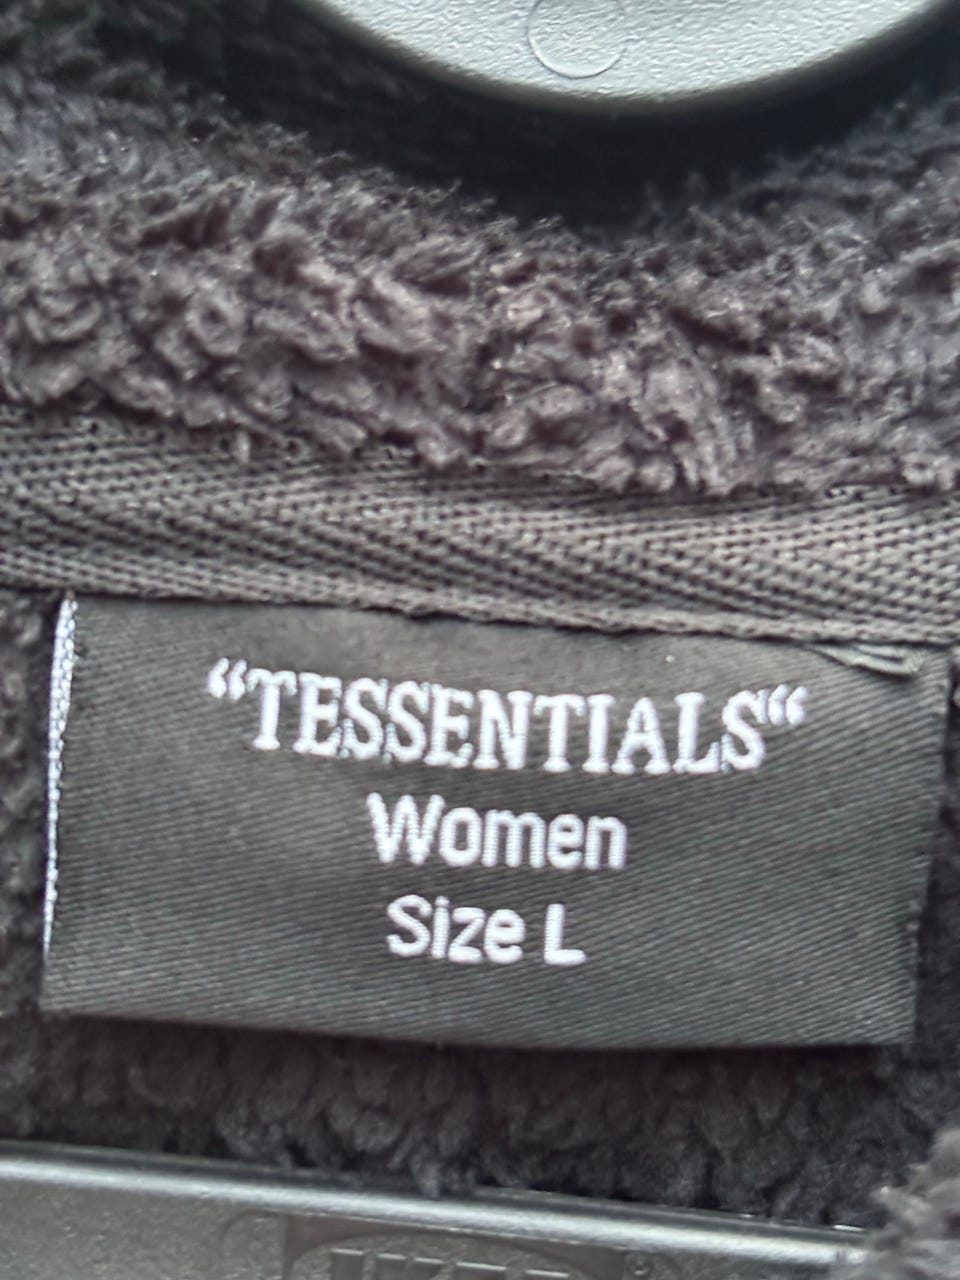 “TESSENTIALS“
Women
Size L